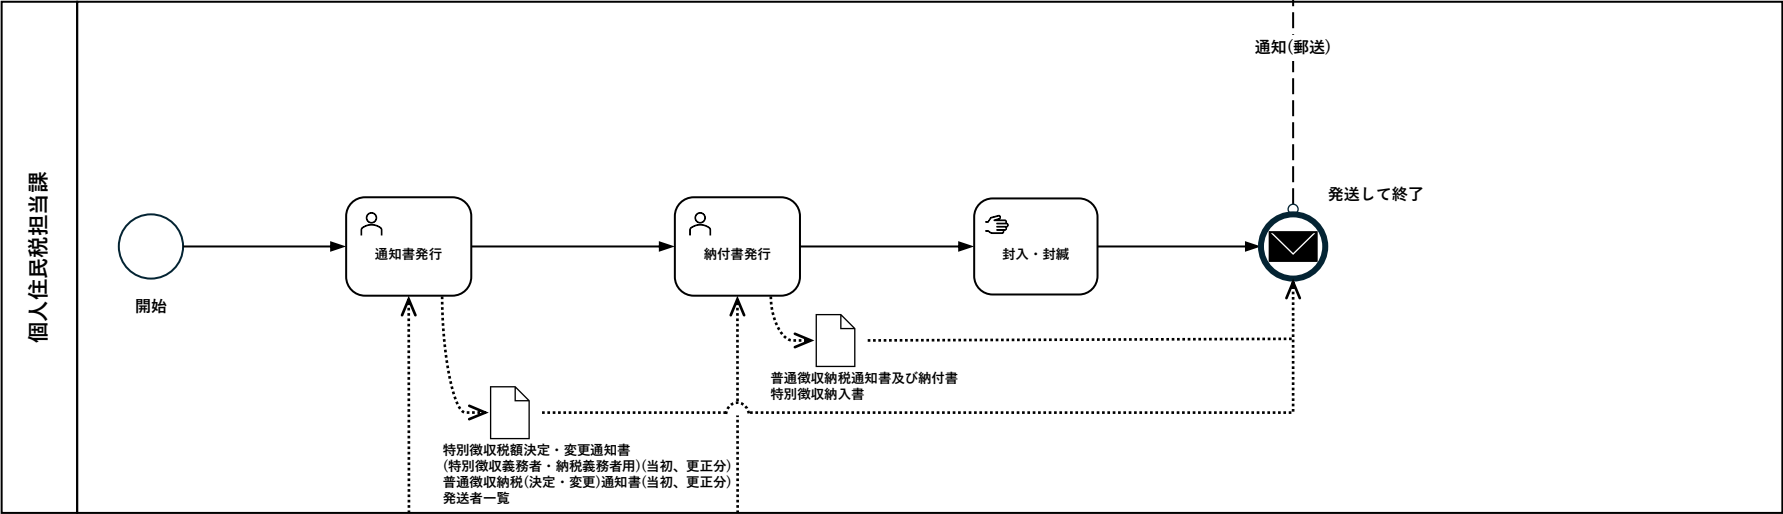 個人住民税担当課
通知(郵送)
発送して終了
開始
通知書発行
納付書発行
封入・封緘
普通徴収納税通知書及び納付書
特別徴収納入書
特別徴収税額決定・変更通知書
(特別徴収義務者・納税義務者用)(当初、更正分)
普通徴収納税(決定・変更)通知書(当初、更正分)
発送者一覧